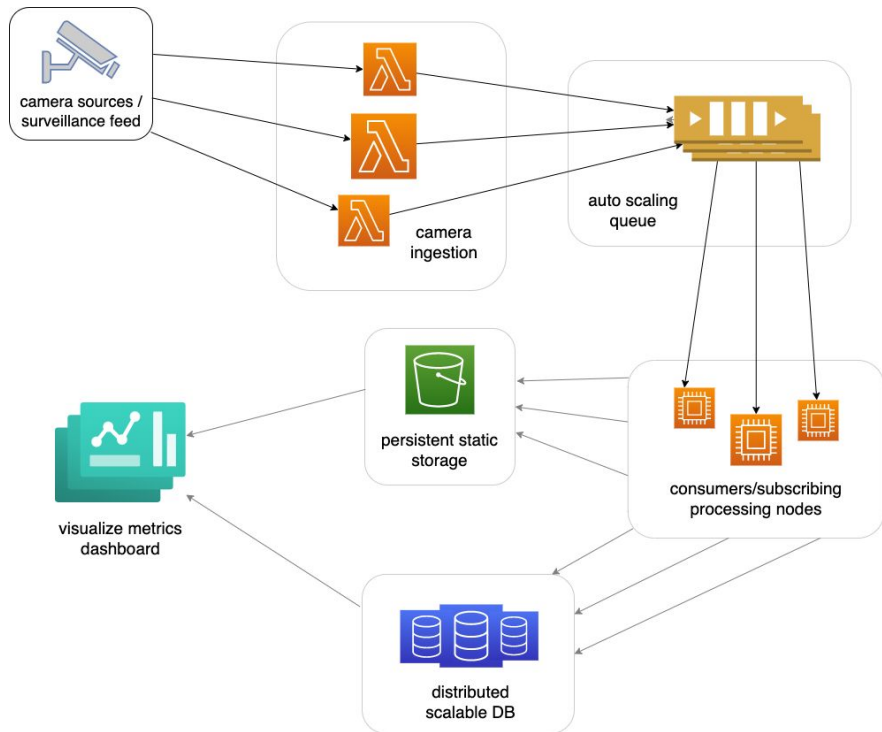 camera sources /
surveillance feed
camera
ingestion
auto scaling
queue
persistent static
storage
consumers/subscribing
processing nodes
visualize metrics
dashboard
distributed
scalable DB